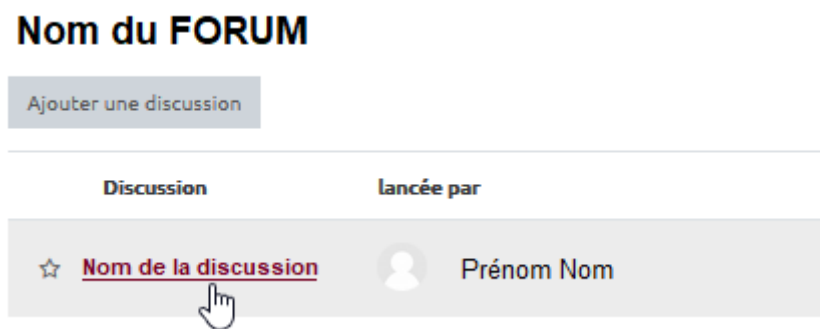 Nom du FORUM
Ajouter une discussion
Discussion lancée par
Nom de la discussion Prénom Nom